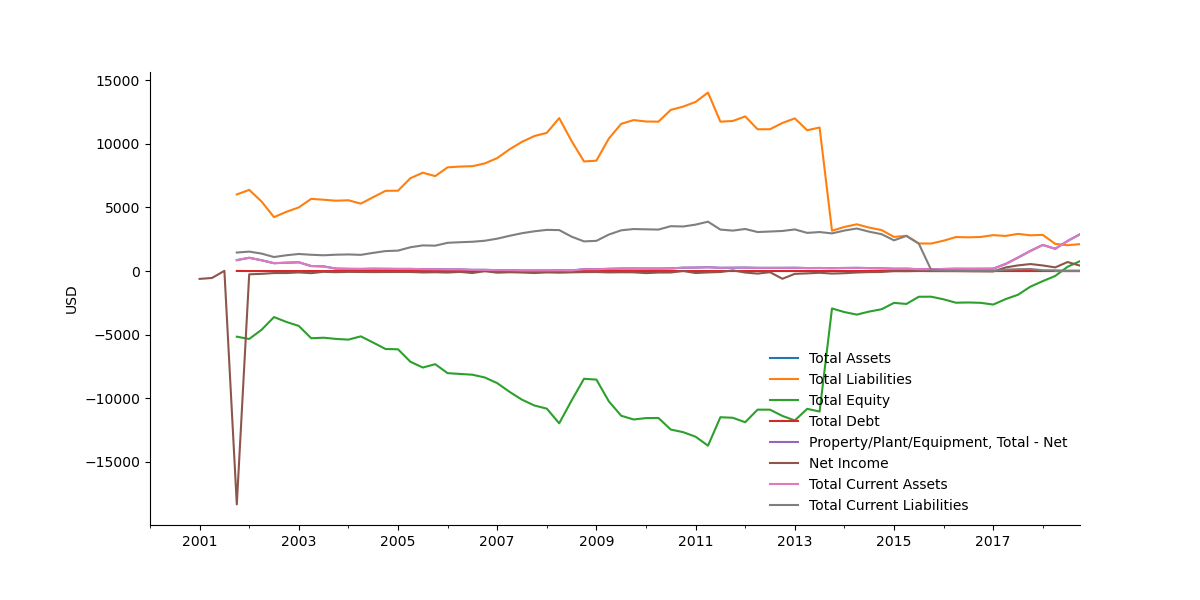 15000
10000
5000
0
−5000
−10000
−15000
USD
2001
2003
2005
2007
2009
2011
2013
2015
2017
Total Assets
Total Liabilities
Total Equity
Total Debt
Property/Plant/Equipment, Total - Net
Net Income
Total Current Assets
Total Current Liabilities